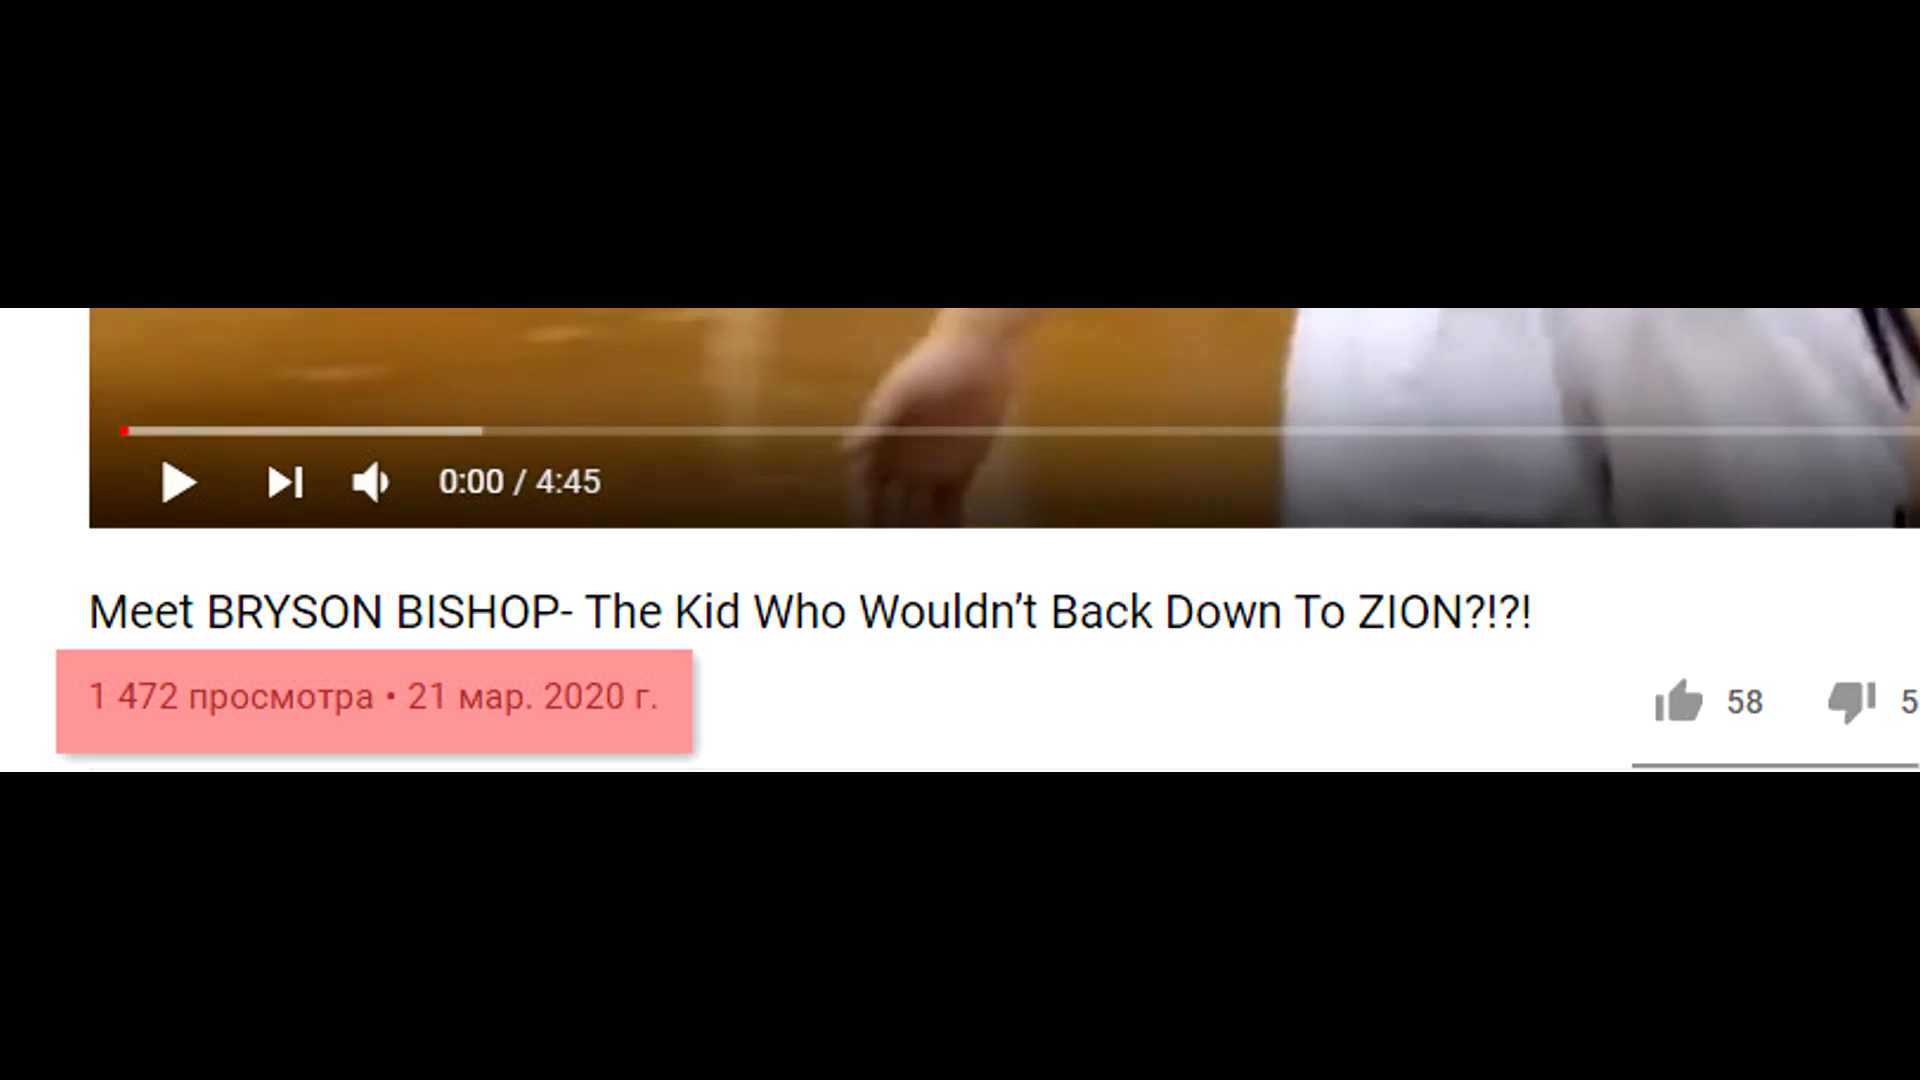 0:00 / 4:45
Meet BRYSON BISHOP- The Kid Who Wouldn’t Back Down To ZION?!?!
1 472 просмотра • 21 мар. 2020 г.
58
5